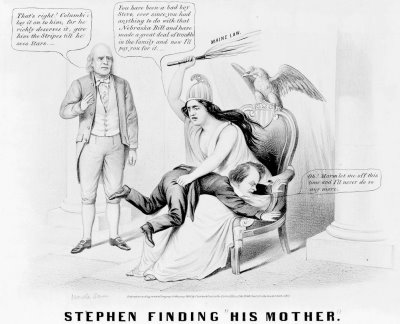 That's right! Columbia
lay it on to him, for he
richly deserves it, give
him the Stripes till he
sees Stars.
You have been a bad boy
Steve, ever since you had
anything to do with that
Nebraska Bill and have
made a great deal of trouble
in the family and now I'll
pay you for it.
MAINE LAW.
Oh! Marm let me off this
time and I'll never do so
any more.
STEPHEN FINDING "HIS MOTHER."